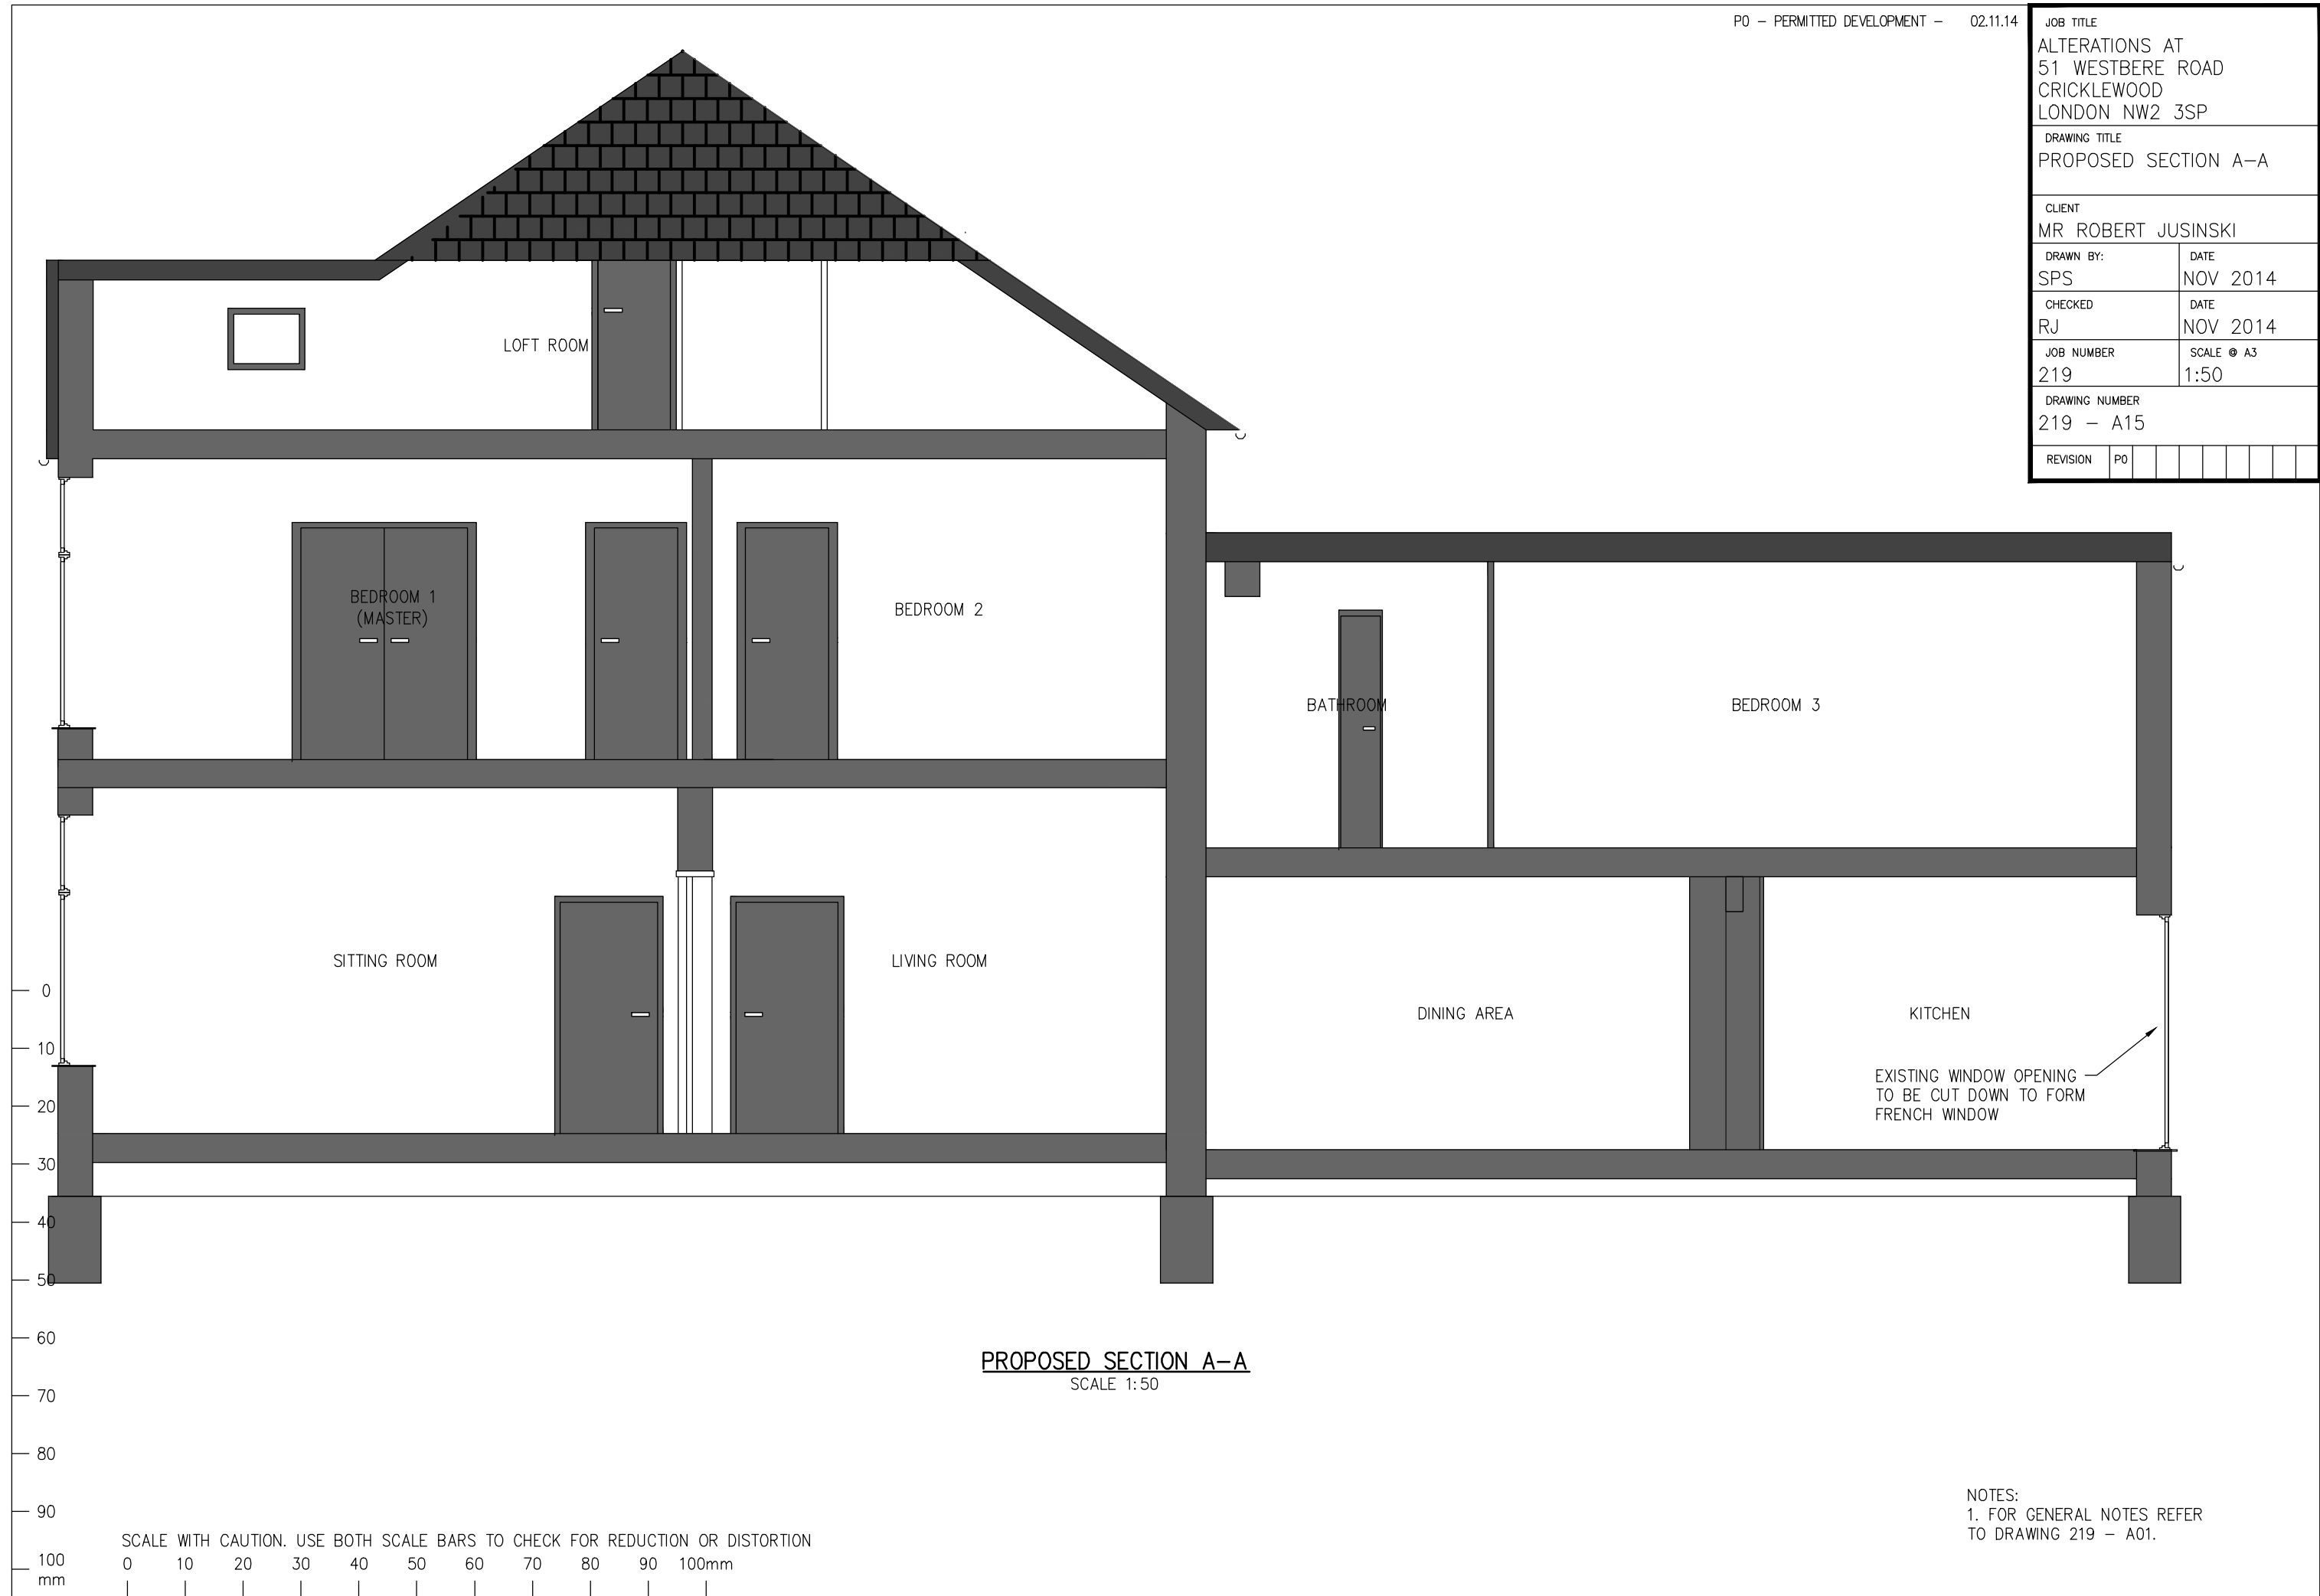 P0 – PERMITTED DEVELOPMENT – 02.11.14
JOB TITLE
ALTERATIONS AT
51 WESTBERE ROAD
CRICKLEWOOD
LONDON NW2 3SP
DRAWING TITLE
PROPOSED SECTION A–A
CLIENT
MR ROBERT JUSINSKI
DRAWN BY: DATE
SPS NOV 2014
CHECKED DATE
RJ NOV 2014
JOB NUMBER SCALE @ A3
219 1:50
DRAWING NUMBER
219 – A15
REVISION P0
LOFT ROOM
BEDROOM 1
(MASTER)
BEDROOM 2
BATHROOM
BEDROOM 3
SITTING ROOM
LIVING ROOM
DINING AREA
KITCHEN
EXISTING WINDOW OPENING
TO BE CUT DOWN TO FORM
FRENCH WINDOW
0
10
20
30
40
50
60
70
80
90
100
mm
PROPOSED SECTION A–A
SCALE 1:50
NOTES:
1. FOR GENERAL NOTES REFER
TO DRAWING 219 – A01.
SCALE WITH CAUTION. USE BOTH SCALE BARS TO CHECK FOR REDUCTION OR DISTORTION
0 10 20 30 40 50 60 70 80 90 100mm